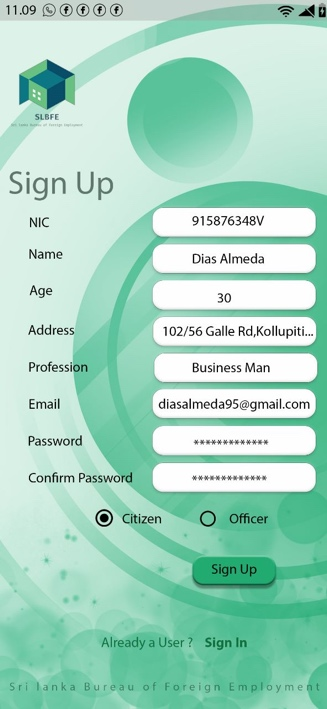 11.09
SLBFE
Sri Lanka Bureau of Foreign Employment
Sign Up
NIC 915876348V
Name Dias Almeda
Age 30
Address 102/56 Galle Rd,Kollupiti...
Profession Business Man
Email diasalmeda95@gmail.com
Password *************
Confirm Password *************
Citizen Officer
Sign Up
Already a User ? Sign In
Sri lanka Bureau of Foreign Employment